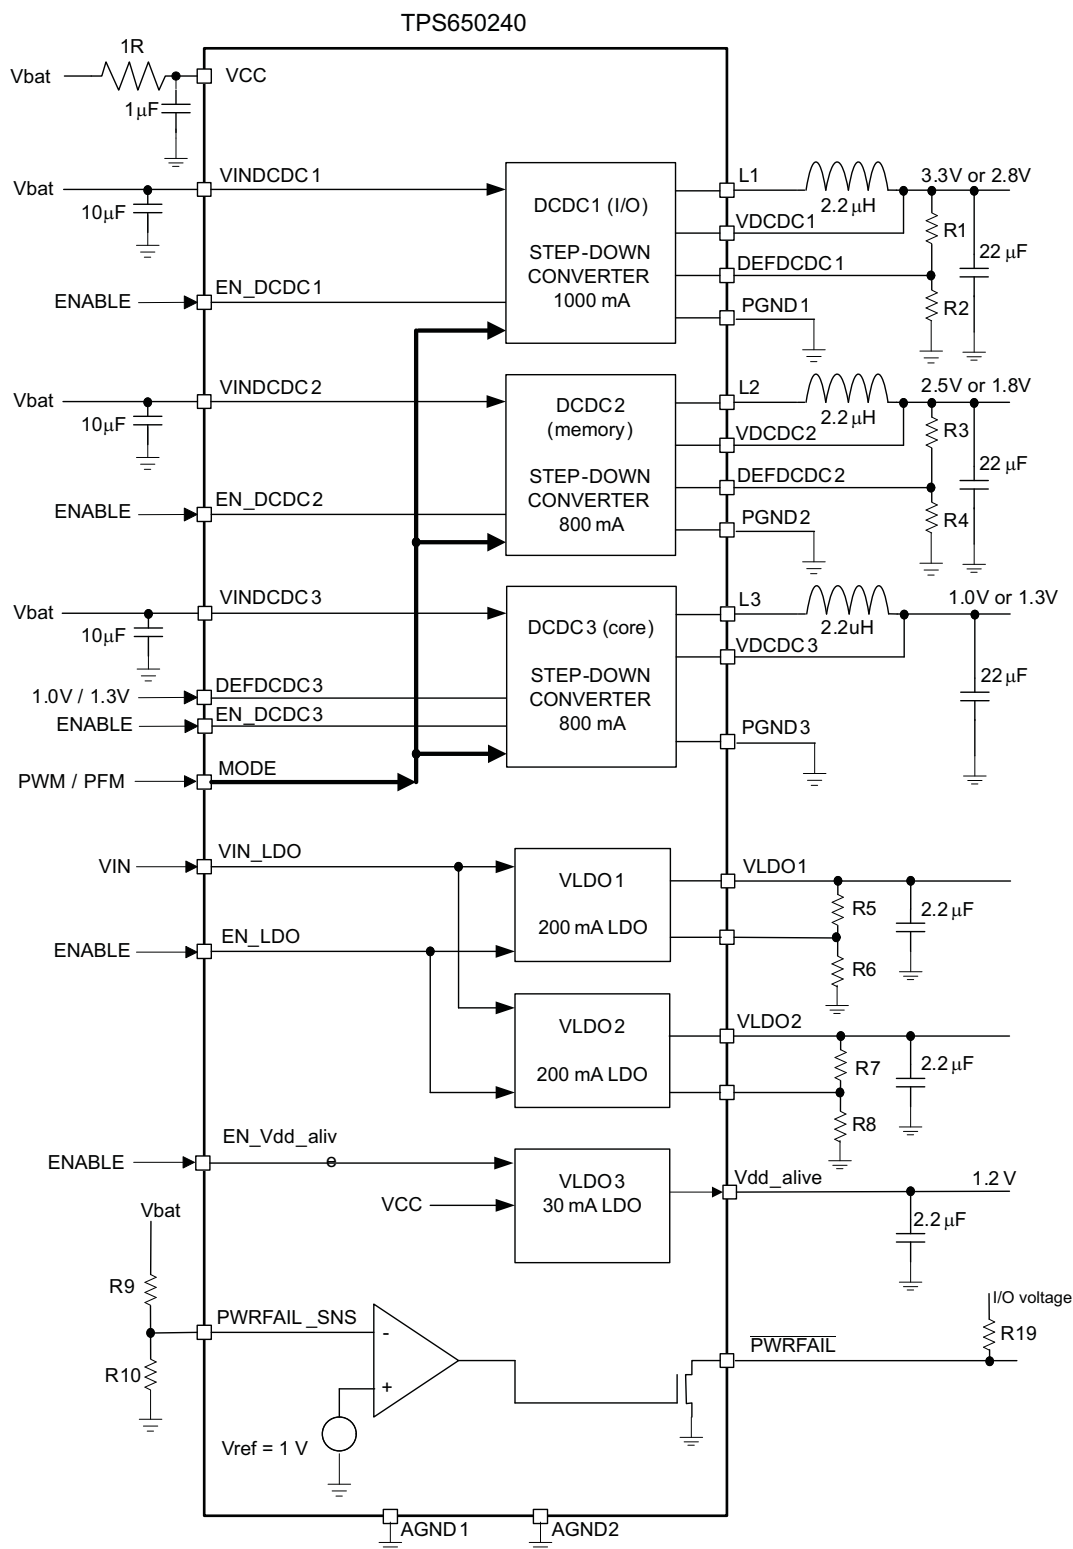 TPS650240
1R
Vbat
VCC
1μF
Vbat
VINDCDC1
10μF
ENABLE
EN_DCDC1
DCDC1 (I/O)
STEP-DOWN
CONVERTER
1000 mA
L1
2.2μH
3.3V or 2.8V
VDCDC1
R1
22 μF
DEFDCDC1
R2
PGND1
Vbat
VINDCDC2
10μF
ENABLE
EN_DCDC2
DCDC2
(memory)
STEP-DOWN
CONVERTER
800 mA
L2
2.2μH
2.5V or 1.8V
VDCDC2
R3
22 μF
DEFDCDC2
R4
PGND2
Vbat
VINDCDC3
10μF
1.0V / 1.3V
DEFDCDC3
ENABLE
EN_DCDC3
PWM / PFM
MODE
DCDC3 (core)
STEP-DOWN
CONVERTER
800 mA
L3
2.2uH
1.0V or 1.3V
VDCDC3
22μF
PGND3
VIN
VIN_LDO
ENABLE
EN_LDO
VLDO1
200 mA LDO
VLDO1
R5
2.2 μF
R6
VLDO2
200 mA LDO
VLDO2
R7
2.2 μF
R8
ENABLE
EN_Vdd_aliv
e
VCC
VLDO3
30 mA LDO
Vdd_alive
1.2 V
2.2 μF
Vbat
R9
PWRFAIL_SNS
R10
-
+
Vref = 1 V
PWRFAIL
I/O voltage
R19
AGND1
AGND2